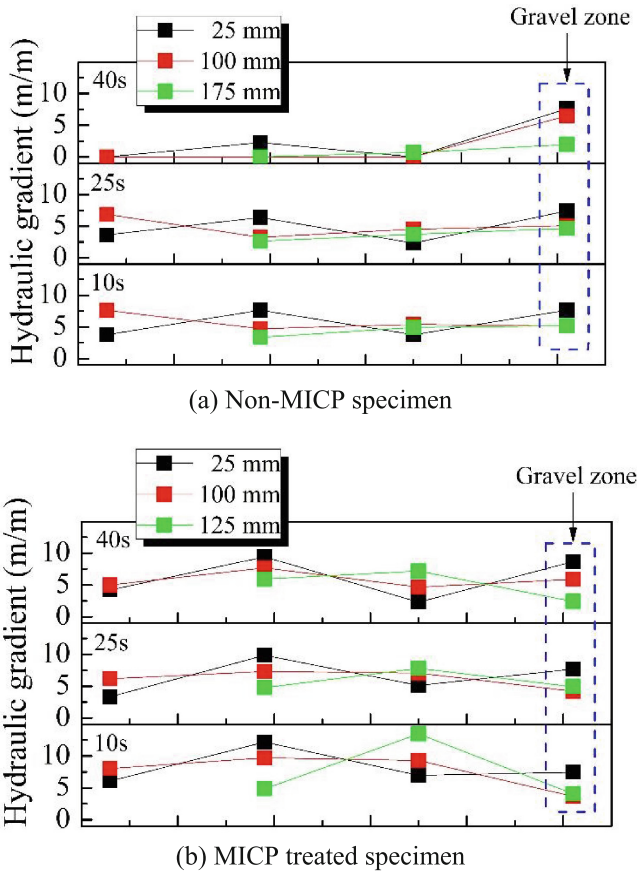 Gravel zone
25 mm
100 mm
175 mm
Hydraulic gradient (m/m)
40s
10
5
0
25s
10
5
0
10s
10
5
0
(a) Non-MICP specimen
25 mm
100 mm
125 mm
Gravel zone
Hydraulic gradient (m/m)
40s
10
5
0
25s
10
5
0
10s
10
5
0
(b) MICP treated specimen